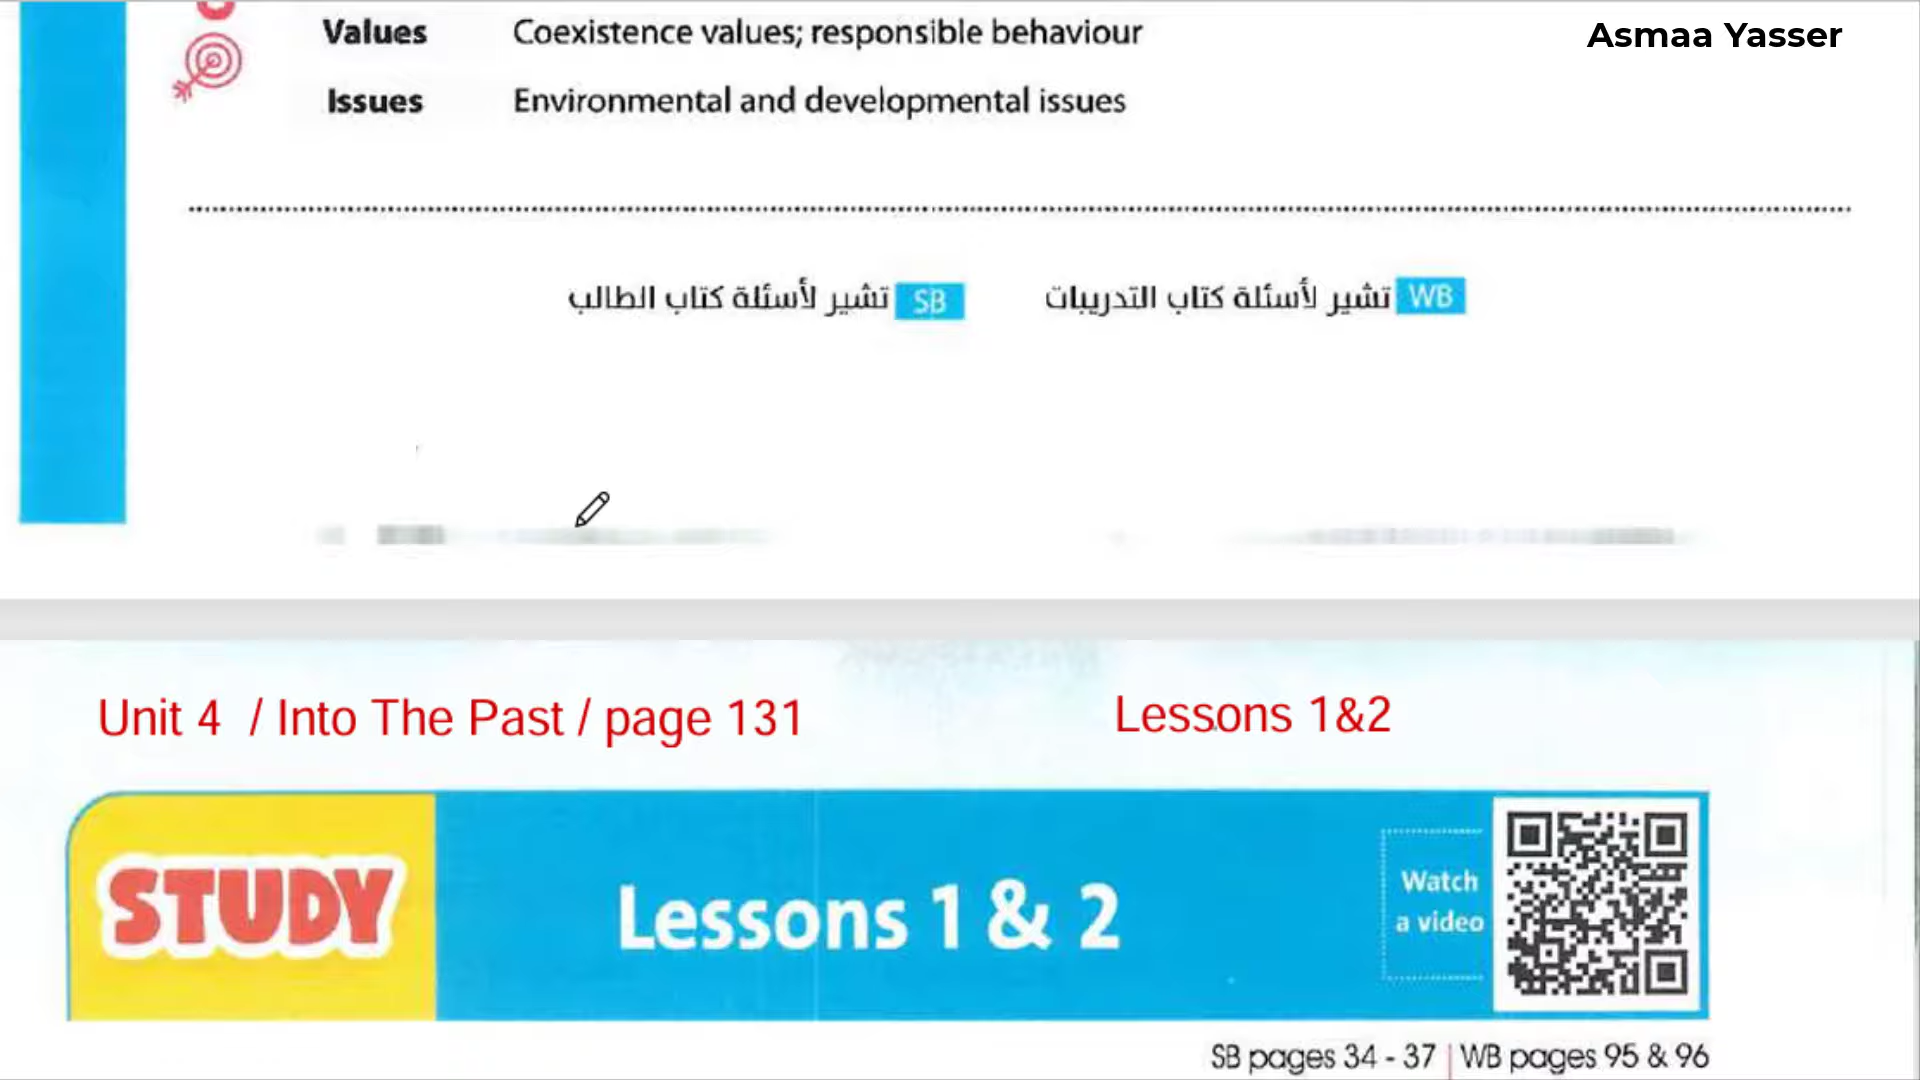 Asmaa Yasser
Values Coexistence values; responsible behaviour
Issues Environmental and developmental issues
WB تشير لأسئلة كتاب التدريبات SB تشير لأسئلة كتاب الطالب
Unit 4 / Into The Past / page 131 Lessons 1&2
STUDY Lessons 1 & 2
Watch
a video
SB pages 34 - 37 | WB pages 95 & 96